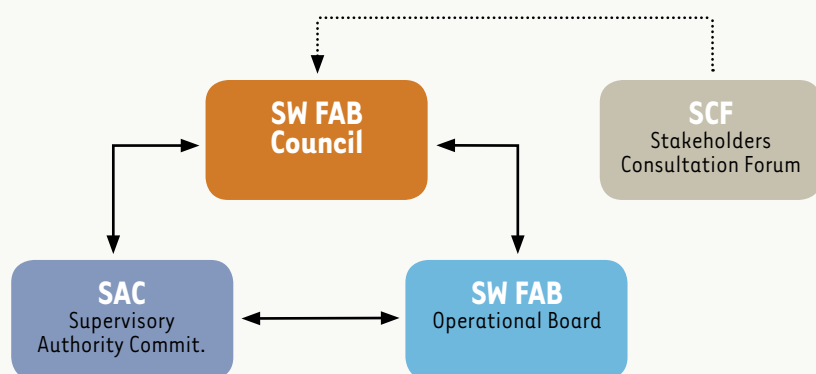 SW FAB
Council
SCF
Stakeholders
Consultation Forum
SAC
Supervisory
Authority Commit.
SW FAB
Operational Board